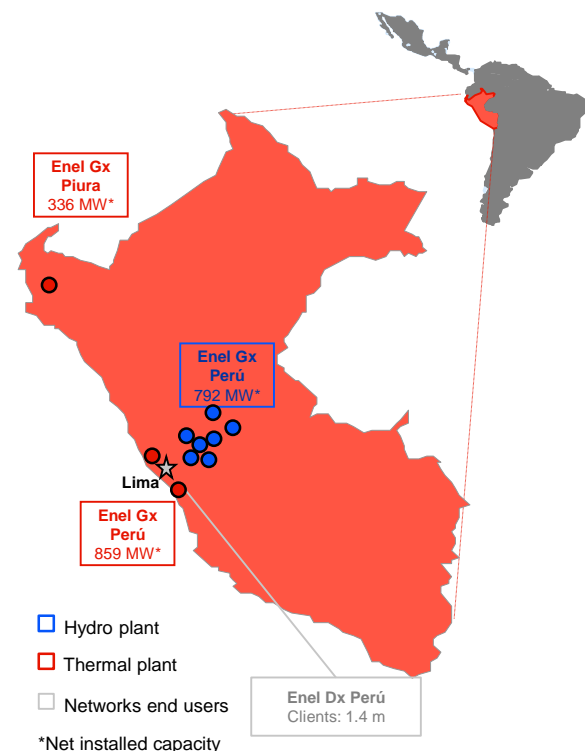 Enel Gx
Piura
336 MW*
Enel Gx
Perú
792 MW*
Lima
Enel Gx
Perú
859 MW*
Hydro plant
Thermal plant
Networks end users
*Net installed capacity
Enel Dx Perú
Clients: 1.4 m